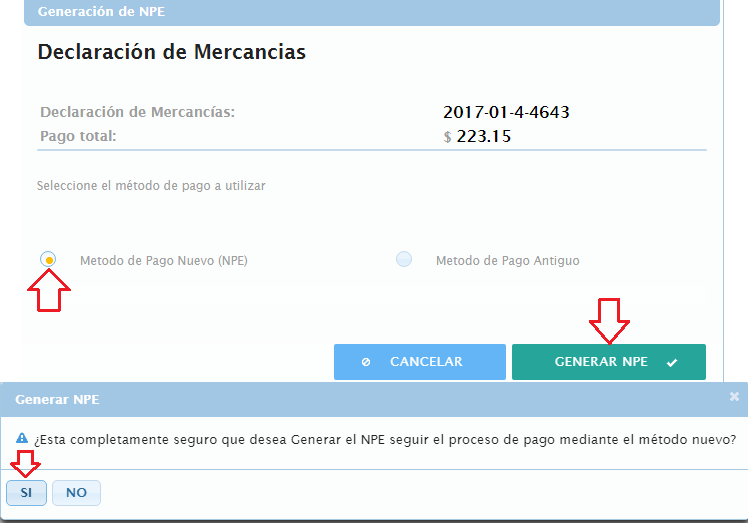 Generación de NPE
Declaración de Mercancias
Declaración de Mercancías: 2017-01-4-4643
Pago total: $ 223.15
Seleccione el método de pago a utilizar
Metodo de Pago Nuevo (NPE) Metodo de Pago Antiguo
CANCELAR GENERAR NPE
Generar NPE
¿Esta completamente seguro que desea Generar el NPE seguir el proceso de pago mediante el método nuevo?
SI NO